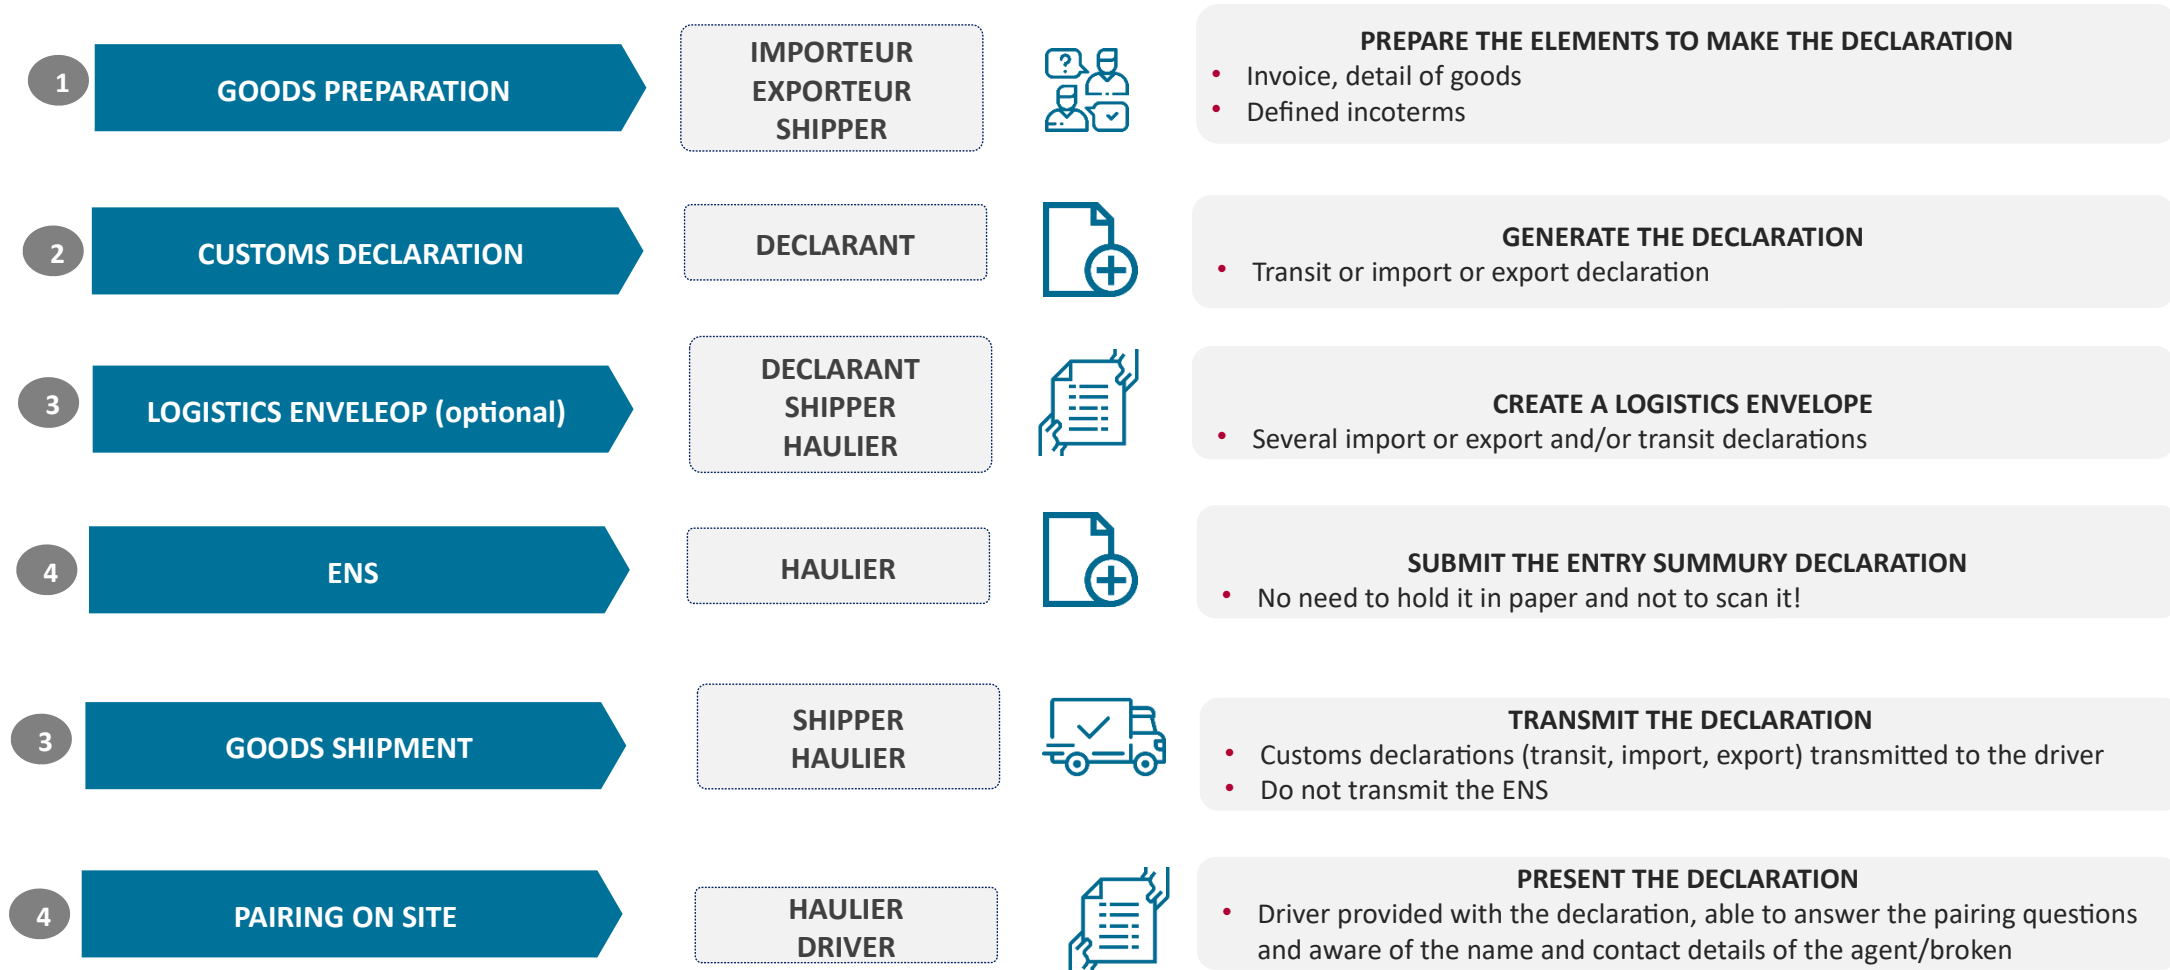 1
GOODS PREPARATION
IMPORTEUR
EXPORTEUR
SHIPPER
?
PREPARE THE ELEMENTS TO MAKE THE DECLARATION
• Invoice, detail of goods
• Defined incoterms
2
CUSTOMS DECLARATION
DECLARANT
GENERATE THE DECLARATION
• Transit or import or export declaration
3
LOGISTICS ENVELEOP (optional)
DECLARANT
SHIPPER
HAULIER
CREATE A LOGISTICS ENVELOPE
• Several import or export and/or transit declarations
4
ENS
HAULIER
SUBMIT THE ENTRY SUMMURY DECLARATION
• No need to hold it in paper and not to scan it!
3
GOODS SHIPMENT
SHIPPER
HAULIER
TRANSMIT THE DECLARATION
• Customs declarations (transit, import, export) transmitted to the driver
• Do not transmit the ENS
4
PAIRING ON SITE
HAULIER
DRIVER
PRESENT THE DECLARATION
• Driver provided with the declaration, able to answer the pairing questions
and aware of the name and contact details of the agent/broken